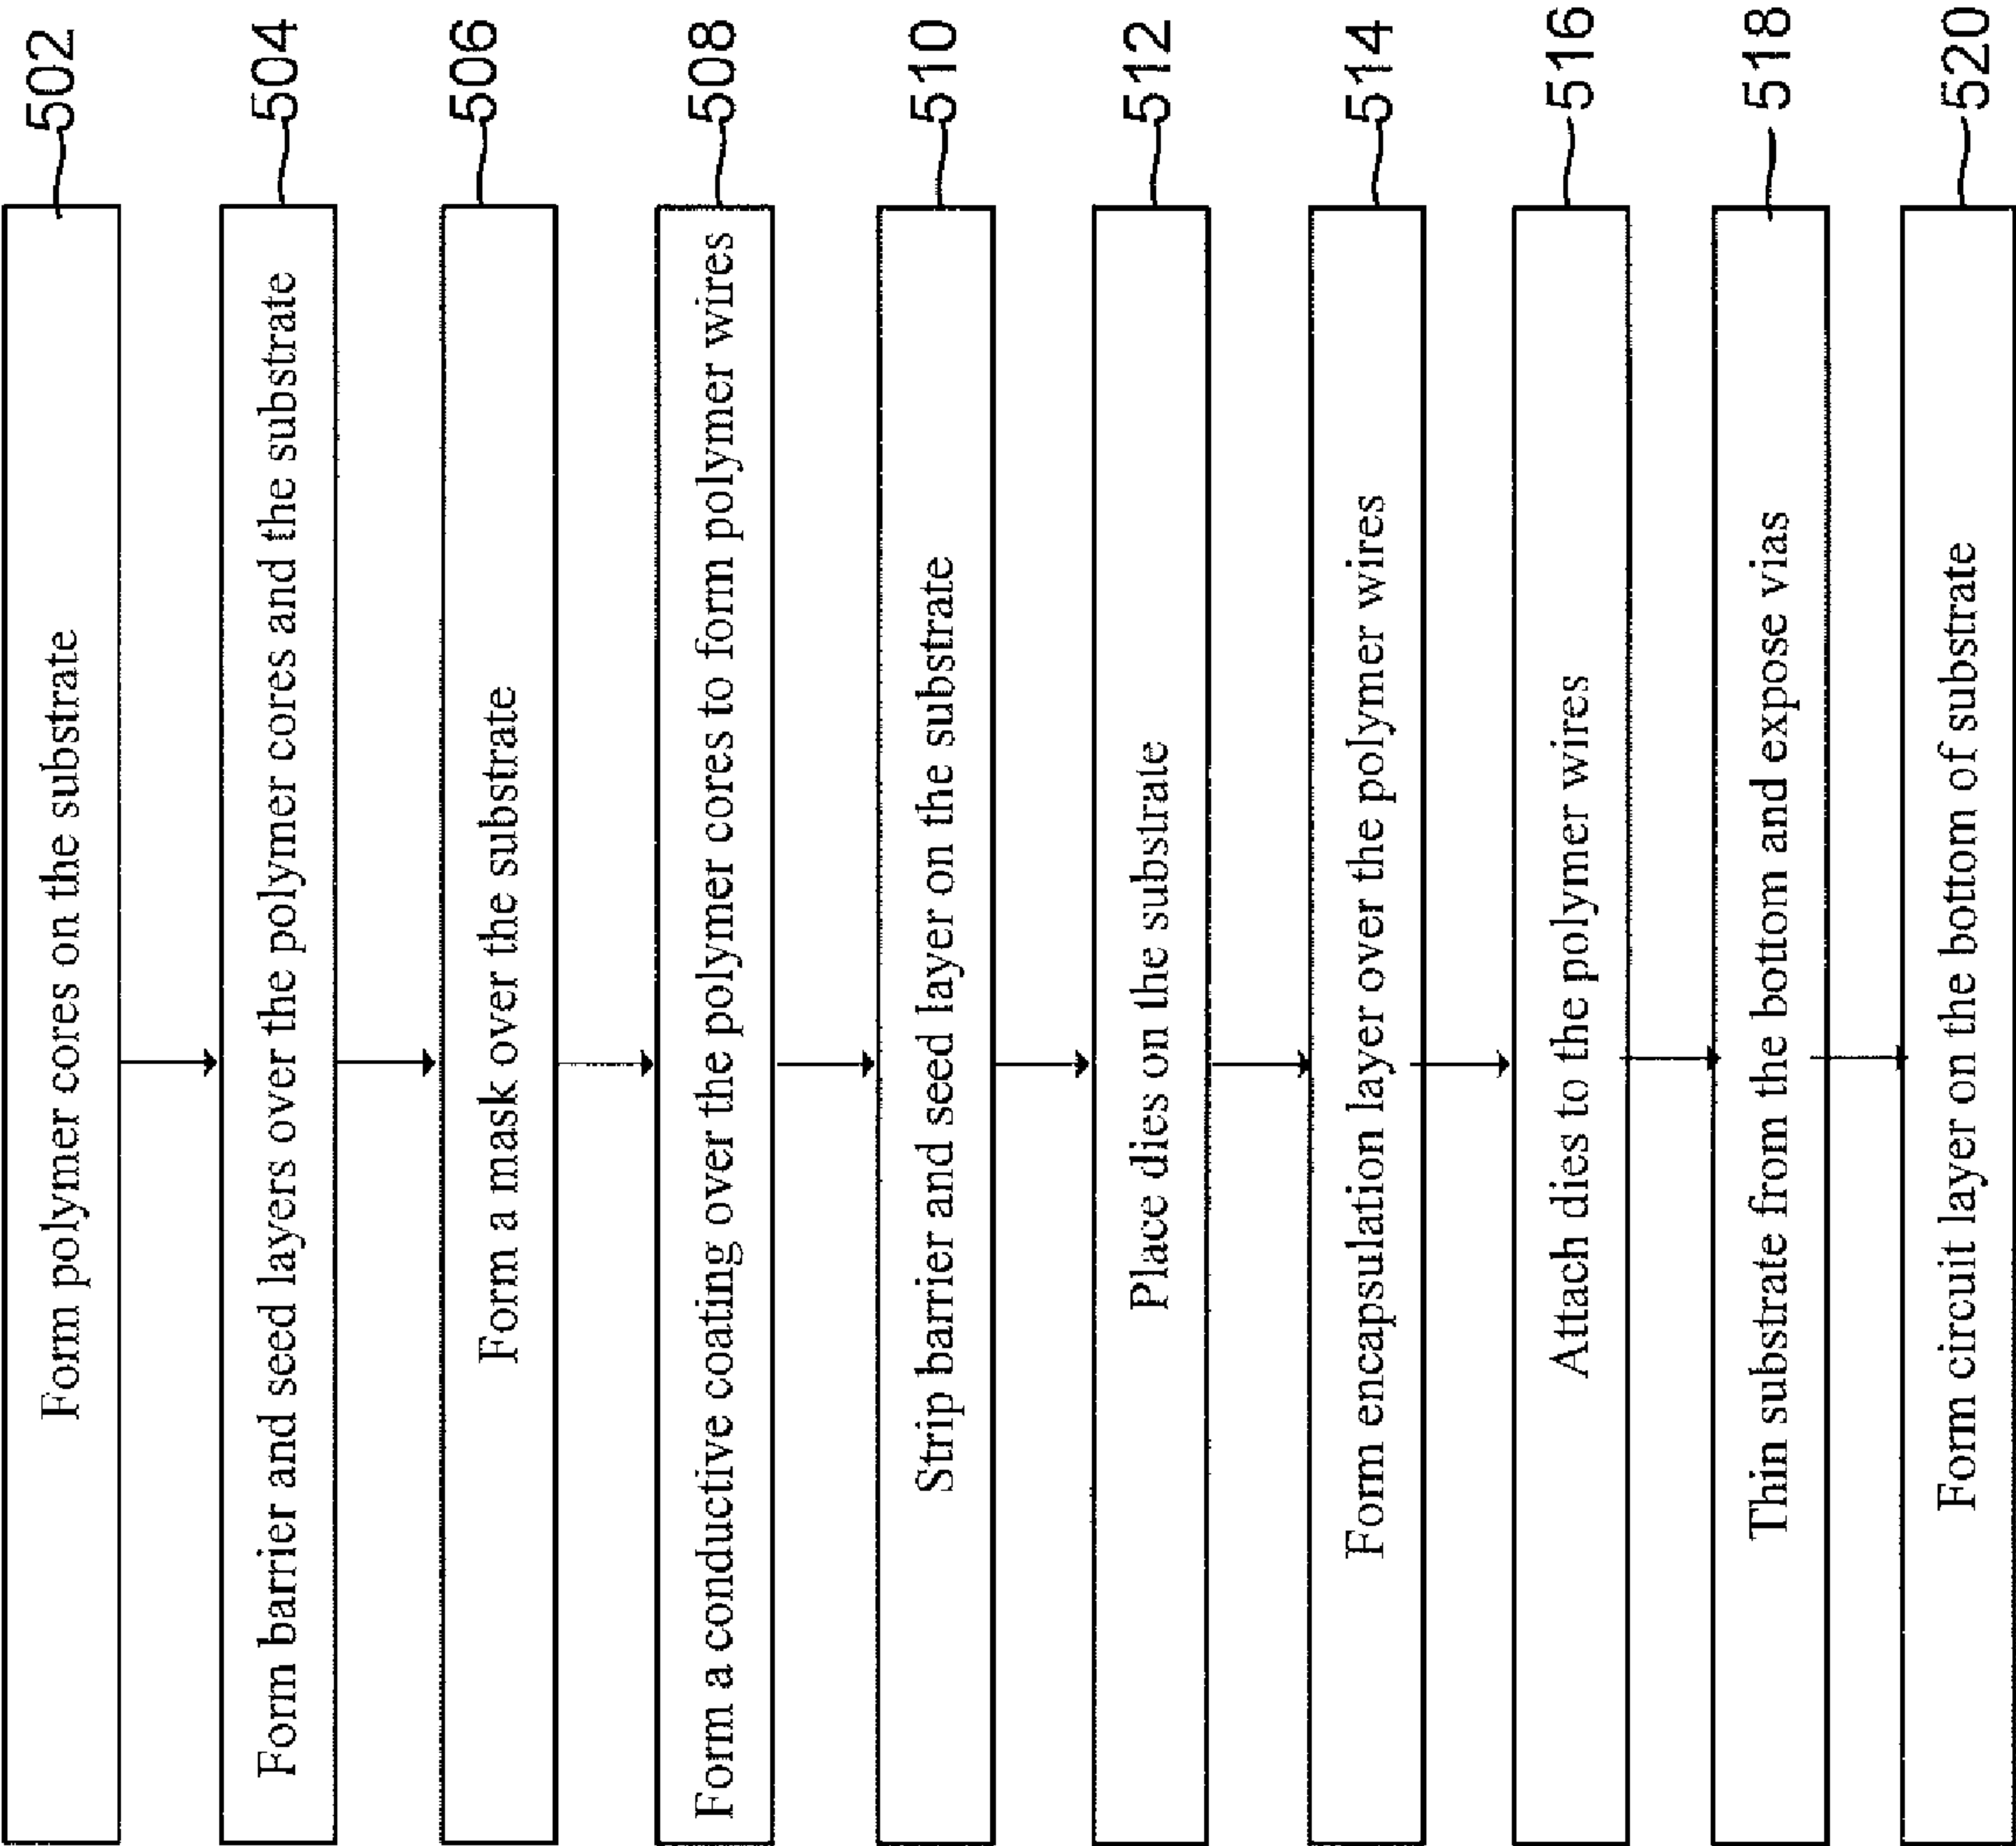 Form polymer cores on the substrate
502
Form barrier and seed layers over the polymer cores and the substrate
504
Form a mask over the substrate
506
Form a conductive coating over the polymer cores to form polymer wires
508
Strip barrier and seed layer on the substrate
510
Place dies on the substrate
512
Form encapsulation layer over the polymer wires
514
Attach dies to the polymer wires
516
Thin substrate from the bottom and expose vias
518
Form circuit layer on the bottom of substrate
520